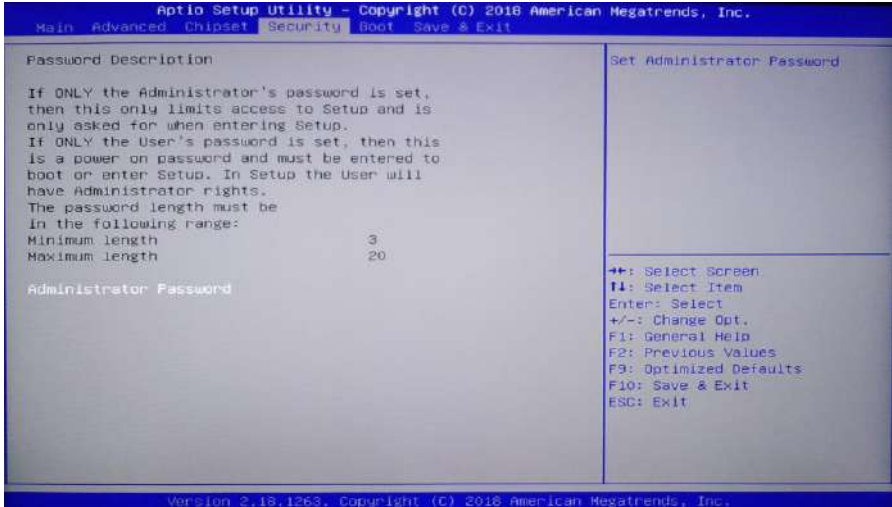 Aptio Setup Utility – Copyright (C) 2018 American Megatrends, Inc.
Main Advanced Chipset Security Boot Save & Exit
Password Description
If ONLY the Administrator's password is set,
then this only limits access to Setup and is
only asked for when entering Setup.
If ONLY the User's password is set, then this
is a power on password and must be entered to
boot or enter Setup. In Setup the User will
have Administrator rights.
The password length must be
in the following range:
Minimum length 3
Maximum length 20
Administrator Password
Set Administrator Password
→←: Select Screen
↑↓: Select Item
Enter: Select
+/-: Change Opt.
F1: General Help
F2: Previous Values
F9: Optimized Defaults
F10: Save & Exit
ESC: Exit
Version 2.18.1263. Copyright (C) 2018 American Megatrends, Inc.